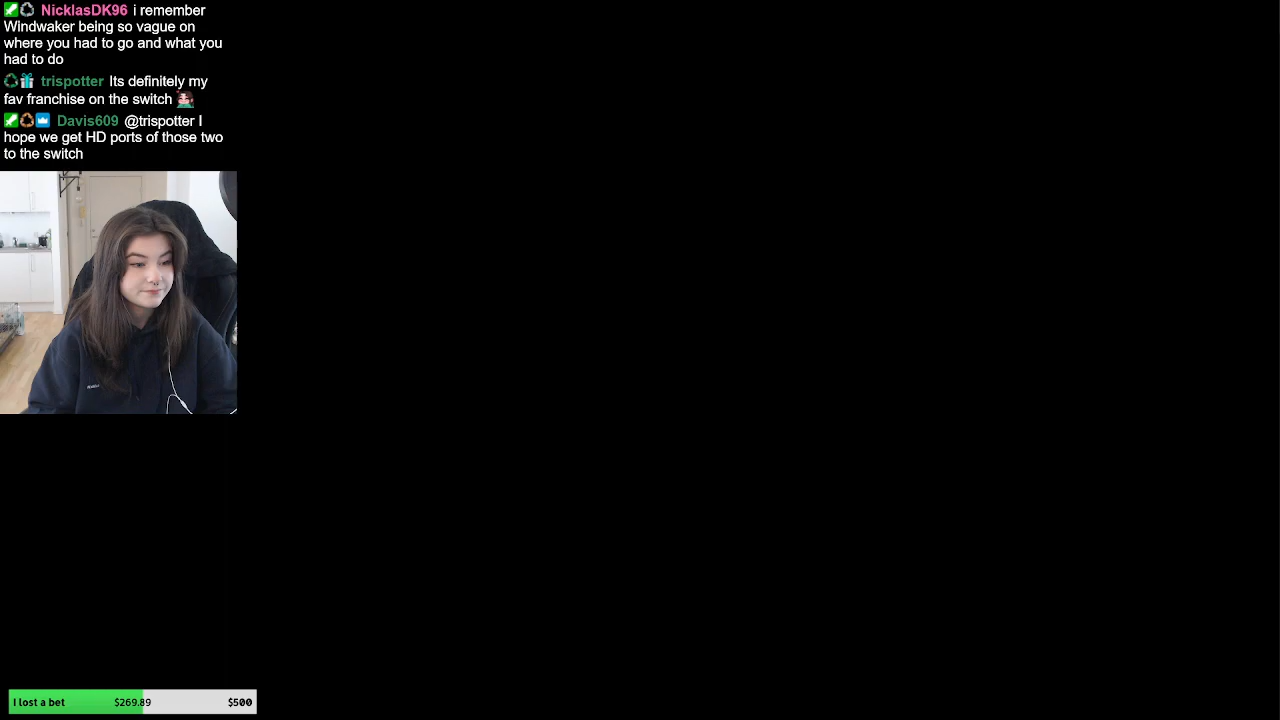 NicklasDK96 i remember
Windwaker being so vague on
where you had to go and what you
had to do
trispotter Its definitely my
fav franchise on the switch
Davis609 @trispotter I
hope we get HD ports of those two
to the switch
I lost a bet $269.89 $500